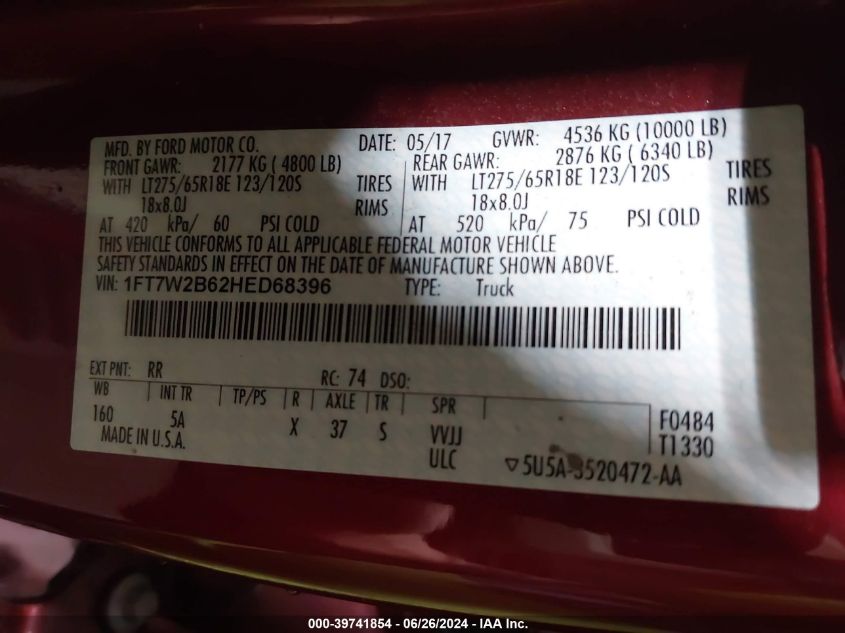 MFD. BY FORD MOTOR CO. DATE: 05/17 GVWR: 4536 KG (10000 LB)
FRONT GAWR: 2177 KG ( 4800 LB) REAR GAWR: 2876 KG ( 6340 LB)
WITH LT275/65R18E 123/120S TIRES WITH LT275/65R18E 123/120S TIRES
18x8.0J RIMS 18x8.0J RIMS
AT 420 kPa/ 60 PSI COLD AT 520 kPa/ 75 PSI COLD
THIS VEHICLE CONFORMS TO ALL APPLICABLE FEDERAL MOTOR VEHICLE
SAFETY STANDARDS IN EFFECT ON THE DATE OF MANUFACTURE SHOWN ABOVE.
VIN: 1FT7W2B62HED68396 TYPE: Truck
EXT PNT: RR RC: 74 DSO:
WB INT TR TP/PS R AXLE TR SPR
160 5A X 37 S VVJJ F0484
MADE IN U.S.A. ULC T1330
▽5U5A-3520472-AA
000-39741854 - 06/26/2024 - IAA Inc.